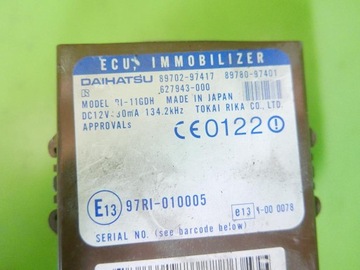 ECU, IMMOBILIZER
DAIHATSU 89702-97417 89780-97401
627943-000
MODEL RI-11GDH MADE IN JAPAN
DC12V 30mA 134.2kHz TOKAI RIKA CO., LTD.
APPROVALs
CE0122
E13 97RI-010005
e13
00 0078
SERIAL NO. (see barcode below)